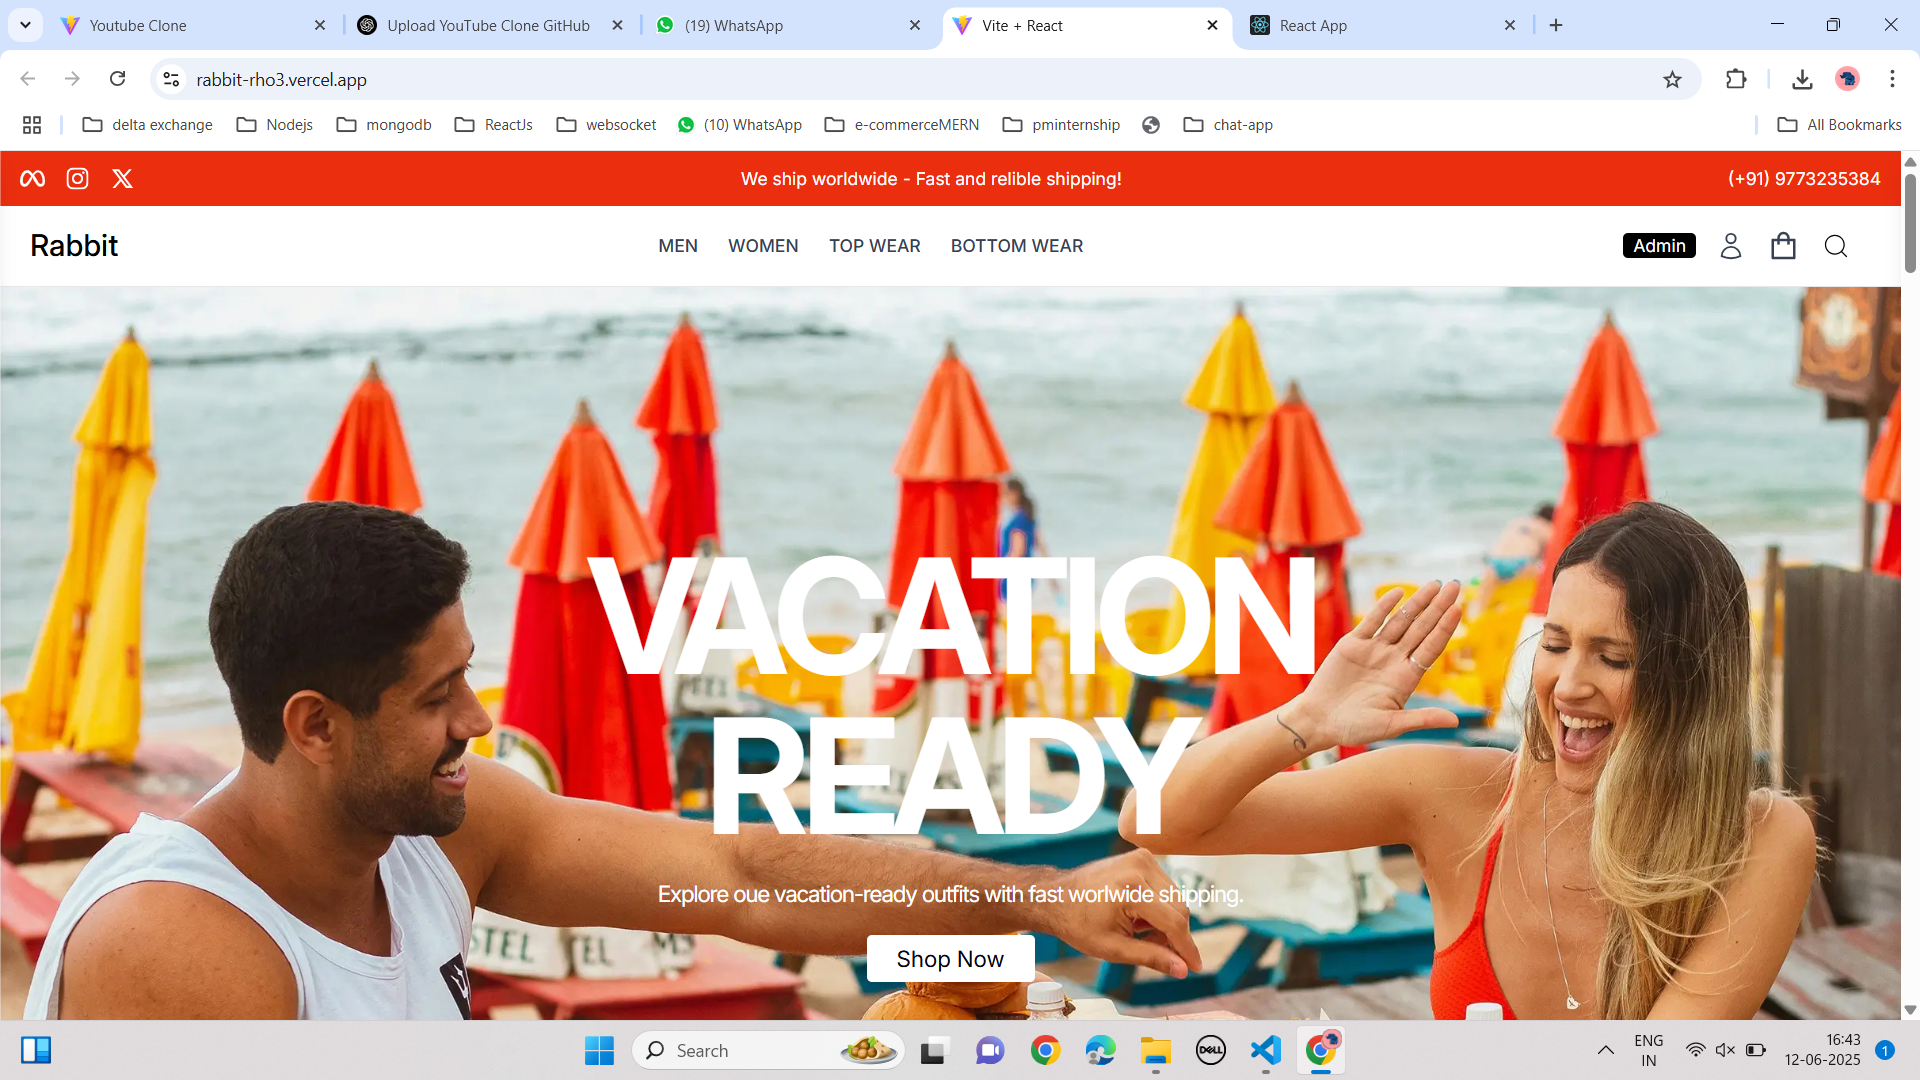 Youtube Clone
Upload YouTube Clone GitHub
(19) WhatsApp
Vite + React
React App
rabbit-rho3.vercel.app
delta exchange
Nodejs
mongodb
ReactJs
websocket
(10) WhatsApp
e-commerceMERN
pminternship
chat-app
All Bookmarks
We ship worldwide - Fast and relible shipping!
(+91) 9773235384
Rabbit
MEN
WOMEN
TOP WEAR
BOTTOM WEAR
Admin
VACATION
READY
Explore oue vacation-ready outfits with fast worlwide shipping.
Shop Now
Search
DELL
ENG
IN
16:43
12-06-2025
1